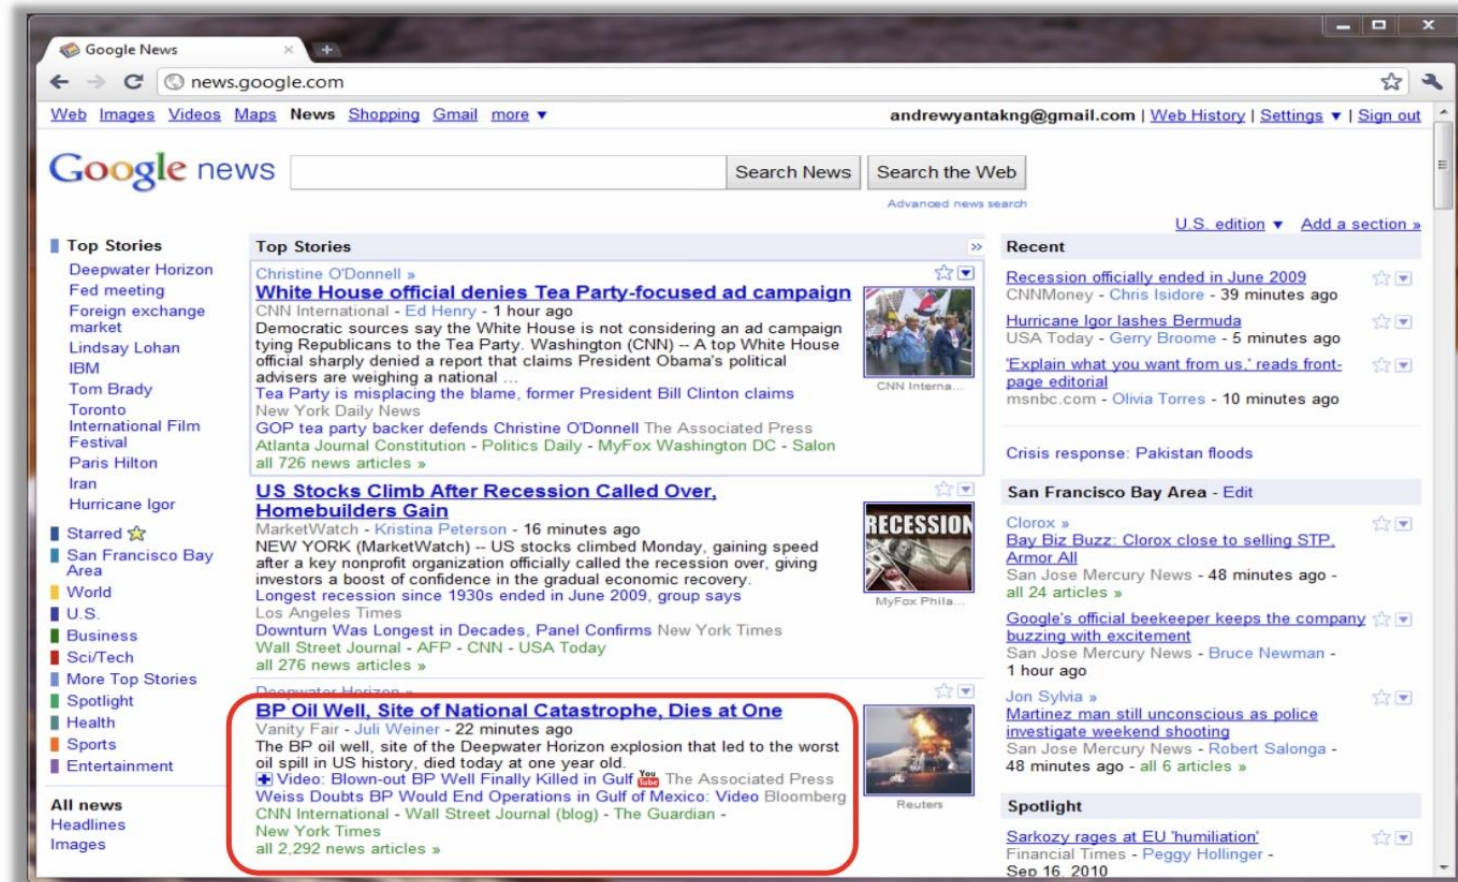 Google News
news.google.com
Web Images Videos Maps News Shopping Gmail more ▼
andrewyantakng@gmail.com | Web History | Settings ▼ | Sign out
Google news
Search News
Search the Web
Advanced news search
U.S. edition ▼ Add a section »
Top Stories
Deepwater Horizon
Fed meeting
Foreign exchange
market
Lindsay Lohan
IBM
Tom Brady
Toronto
International Film
Festival
Paris Hilton
Iran
Hurricane Igor
Starred
San Francisco Bay
Area
World
U.S.
Business
Sci/Tech
More Top Stories
Spotlight
Health
Sports
Entertainment
All news
Headlines
Images
Top Stories
Christine O'Donnell »
White House official denies Tea Party-focused ad campaign
CNN International - Ed Henry - 1 hour ago
Democratic sources say the White House is not considering an ad campaign
tying Republicans to the Tea Party. Washington (CNN) -- A top White House
official sharply denied a report that claims President Obama's political
advisers are weighing a national ...
Tea Party is misplacing the blame, former President Bill Clinton claims
New York Daily News
GOP tea party backer defends Christine O'Donnell The Associated Press
Atlanta Journal Constitution - Politics Daily - MyFox Washington DC - Salon
all 726 news articles »
CNN Interna...
US Stocks Climb After Recession Called Over,
Homebuilders Gain
MarketWatch - Kristina Peterson - 16 minutes ago
NEW YORK (MarketWatch) -- US stocks climbed Monday, gaining speed
after a key nonprofit organization officially called the recession over, giving
investors a boost of confidence in the gradual economic recovery.
Longest recession since 1930s ended in June 2009, group says
Los Angeles Times
Downturn Was Longest in Decades, Panel Confirms New York Times
Wall Street Journal - AFP - CNN - USA Today
all 276 news articles »
RECESSION
MyFox Phila...
Deepwater Horizon »
BP Oil Well, Site of National Catastrophe, Dies at One
Vanity Fair - Juli Weiner - 22 minutes ago
The BP oil well, site of the Deepwater Horizon explosion that led to the worst
oil spill in US history, died today at one year old.
Video: Blown-out BP Well Finally Killed in Gulf You Tube The Associated Press
Weiss Doubts BP Would End Operations in Gulf of Mexico: Video Bloomberg
CNN International - Wall Street Journal (blog) - The Guardian -
New York Times
all 2,292 news articles »
Reuters
Recent
Recession officially ended in June 2009
CNNMoney - Chris Isidore - 39 minutes ago
Hurricane Igor lashes Bermuda
USA Today - Gerry Broome - 5 minutes ago
'Explain what you want from us,' reads front-
page editorial
msnbc.com - Olivia Torres - 10 minutes ago
Crisis response: Pakistan floods
San Francisco Bay Area - Edit
Clorox »
Bay Biz Buzz: Clorox close to selling STP,
Armor All
San Jose Mercury News - 48 minutes ago -
all 24 articles »
Google's official beekeeper keeps the company
buzzing with excitement
San Jose Mercury News - Bruce Newman -
1 hour ago
Jon Sylvia »
Martinez man still unconscious as police
investigate weekend shooting
San Jose Mercury News - Robert Salonga -
48 minutes ago - all 6 articles »
Spotlight
Sarkozy rages at EU 'humiliation'
Financial Times - Peggy Hollinger -
Sep 16, 2010